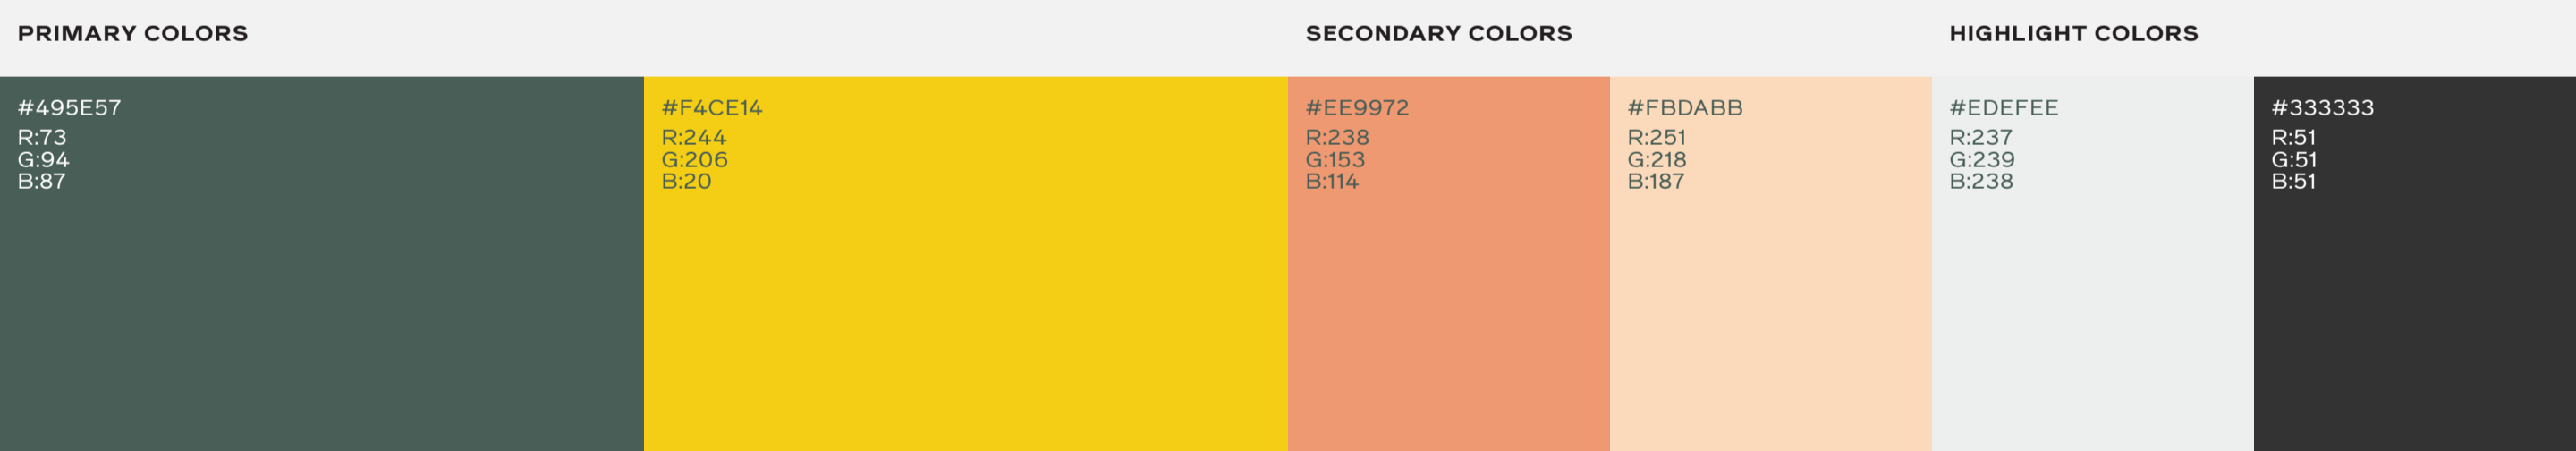 PRIMARY COLORS
#495E57
R:73
G:94
B:87
#F4CE14
R:244
G:206
B:20
SECONDARY COLORS
#EE9972
R:238
G:153
B:114
#FBDABB
R:251
G:218
B:187
HIGHLIGHT COLORS
#EDEFEE
R:237
G:239
B:238
#333333
R:51
G:51
B:51